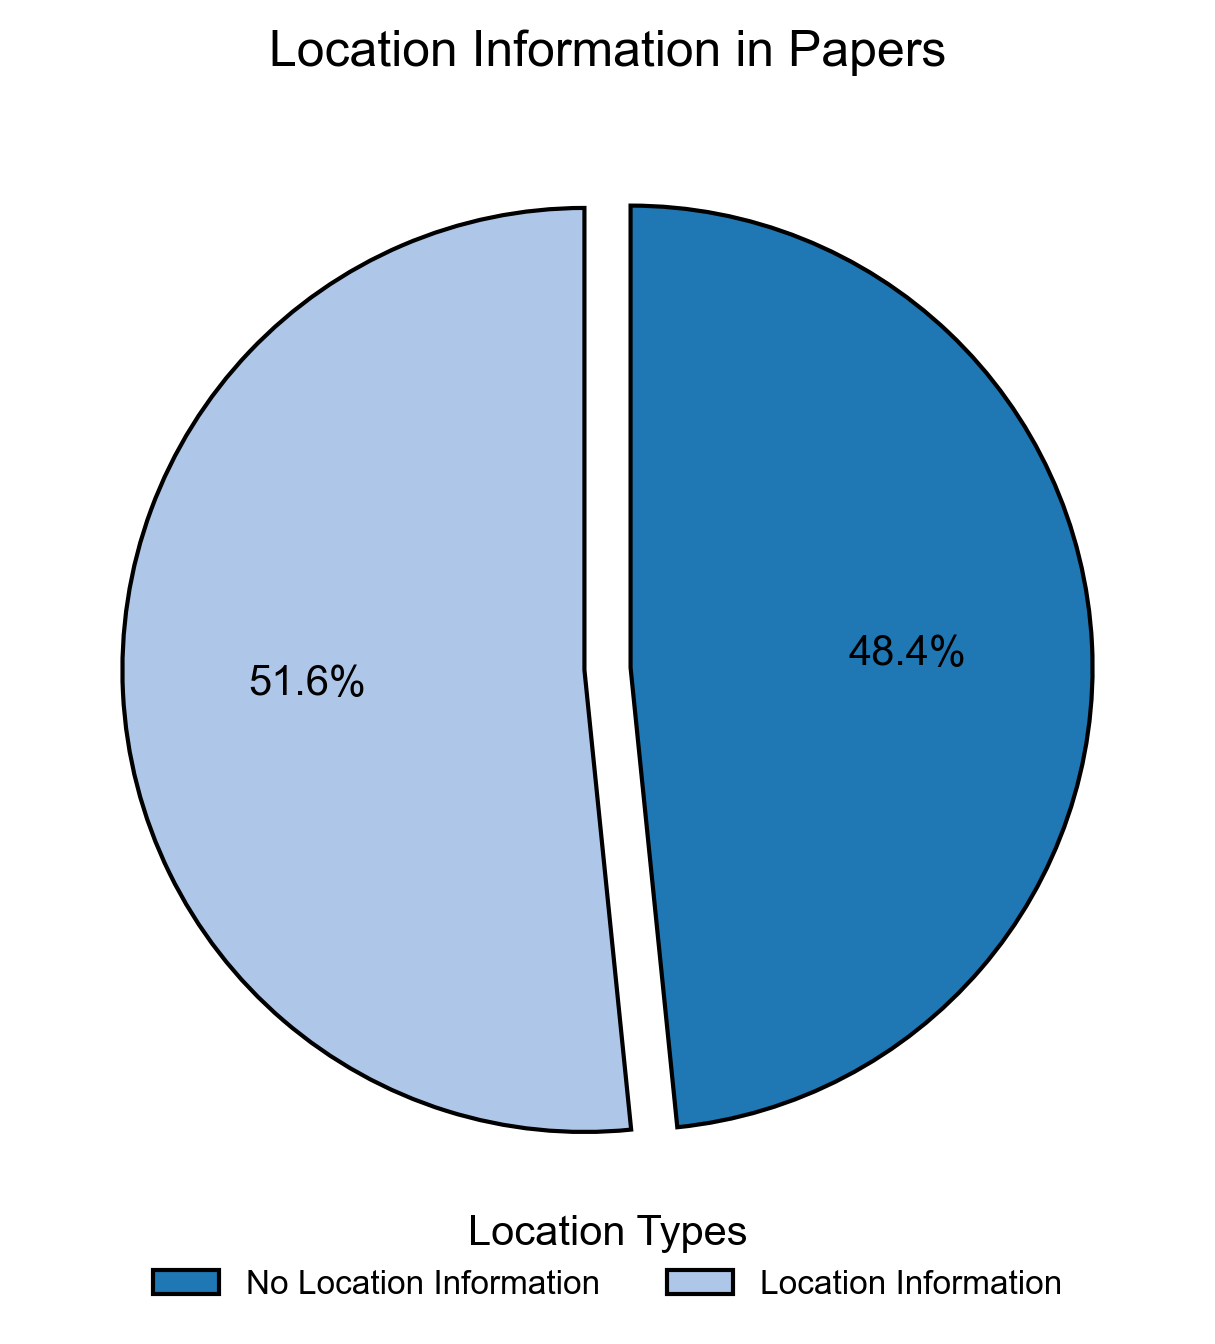 Location Information in Papers
48.4%
51.6%
Location Types
No Location Information
Location Information